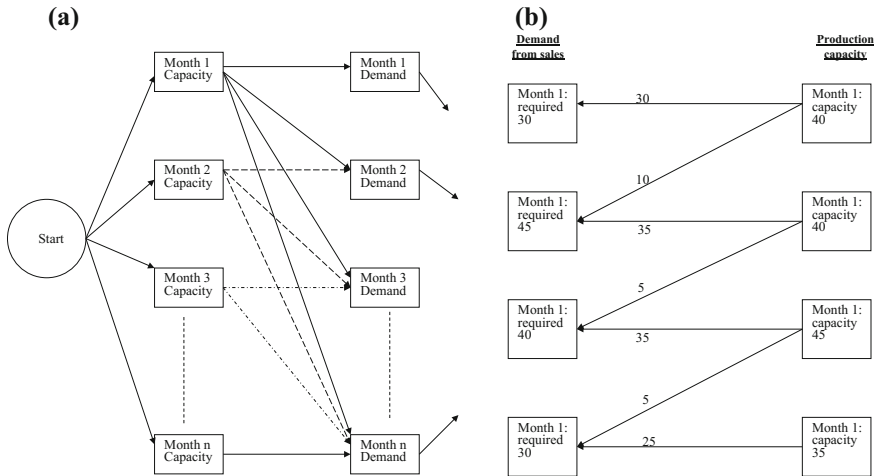 (a)
Start
Month 1
Capacity
Month 2
Capacity
Month 3
Capacity
Month n
Capacity
Month 1
Demand
Month 2
Demand
Month 3
Demand
Month n
Demand
(b)
Demand
from sales
Production
capacity
Month 1:
required
30
30
Month 1:
capacity
40
10
Month 1:
required
45
35
Month 1:
capacity
40
5
Month 1:
required
40
35
Month 1:
capacity
45
5
Month 1:
required
30
25
Month 1:
capacity
35